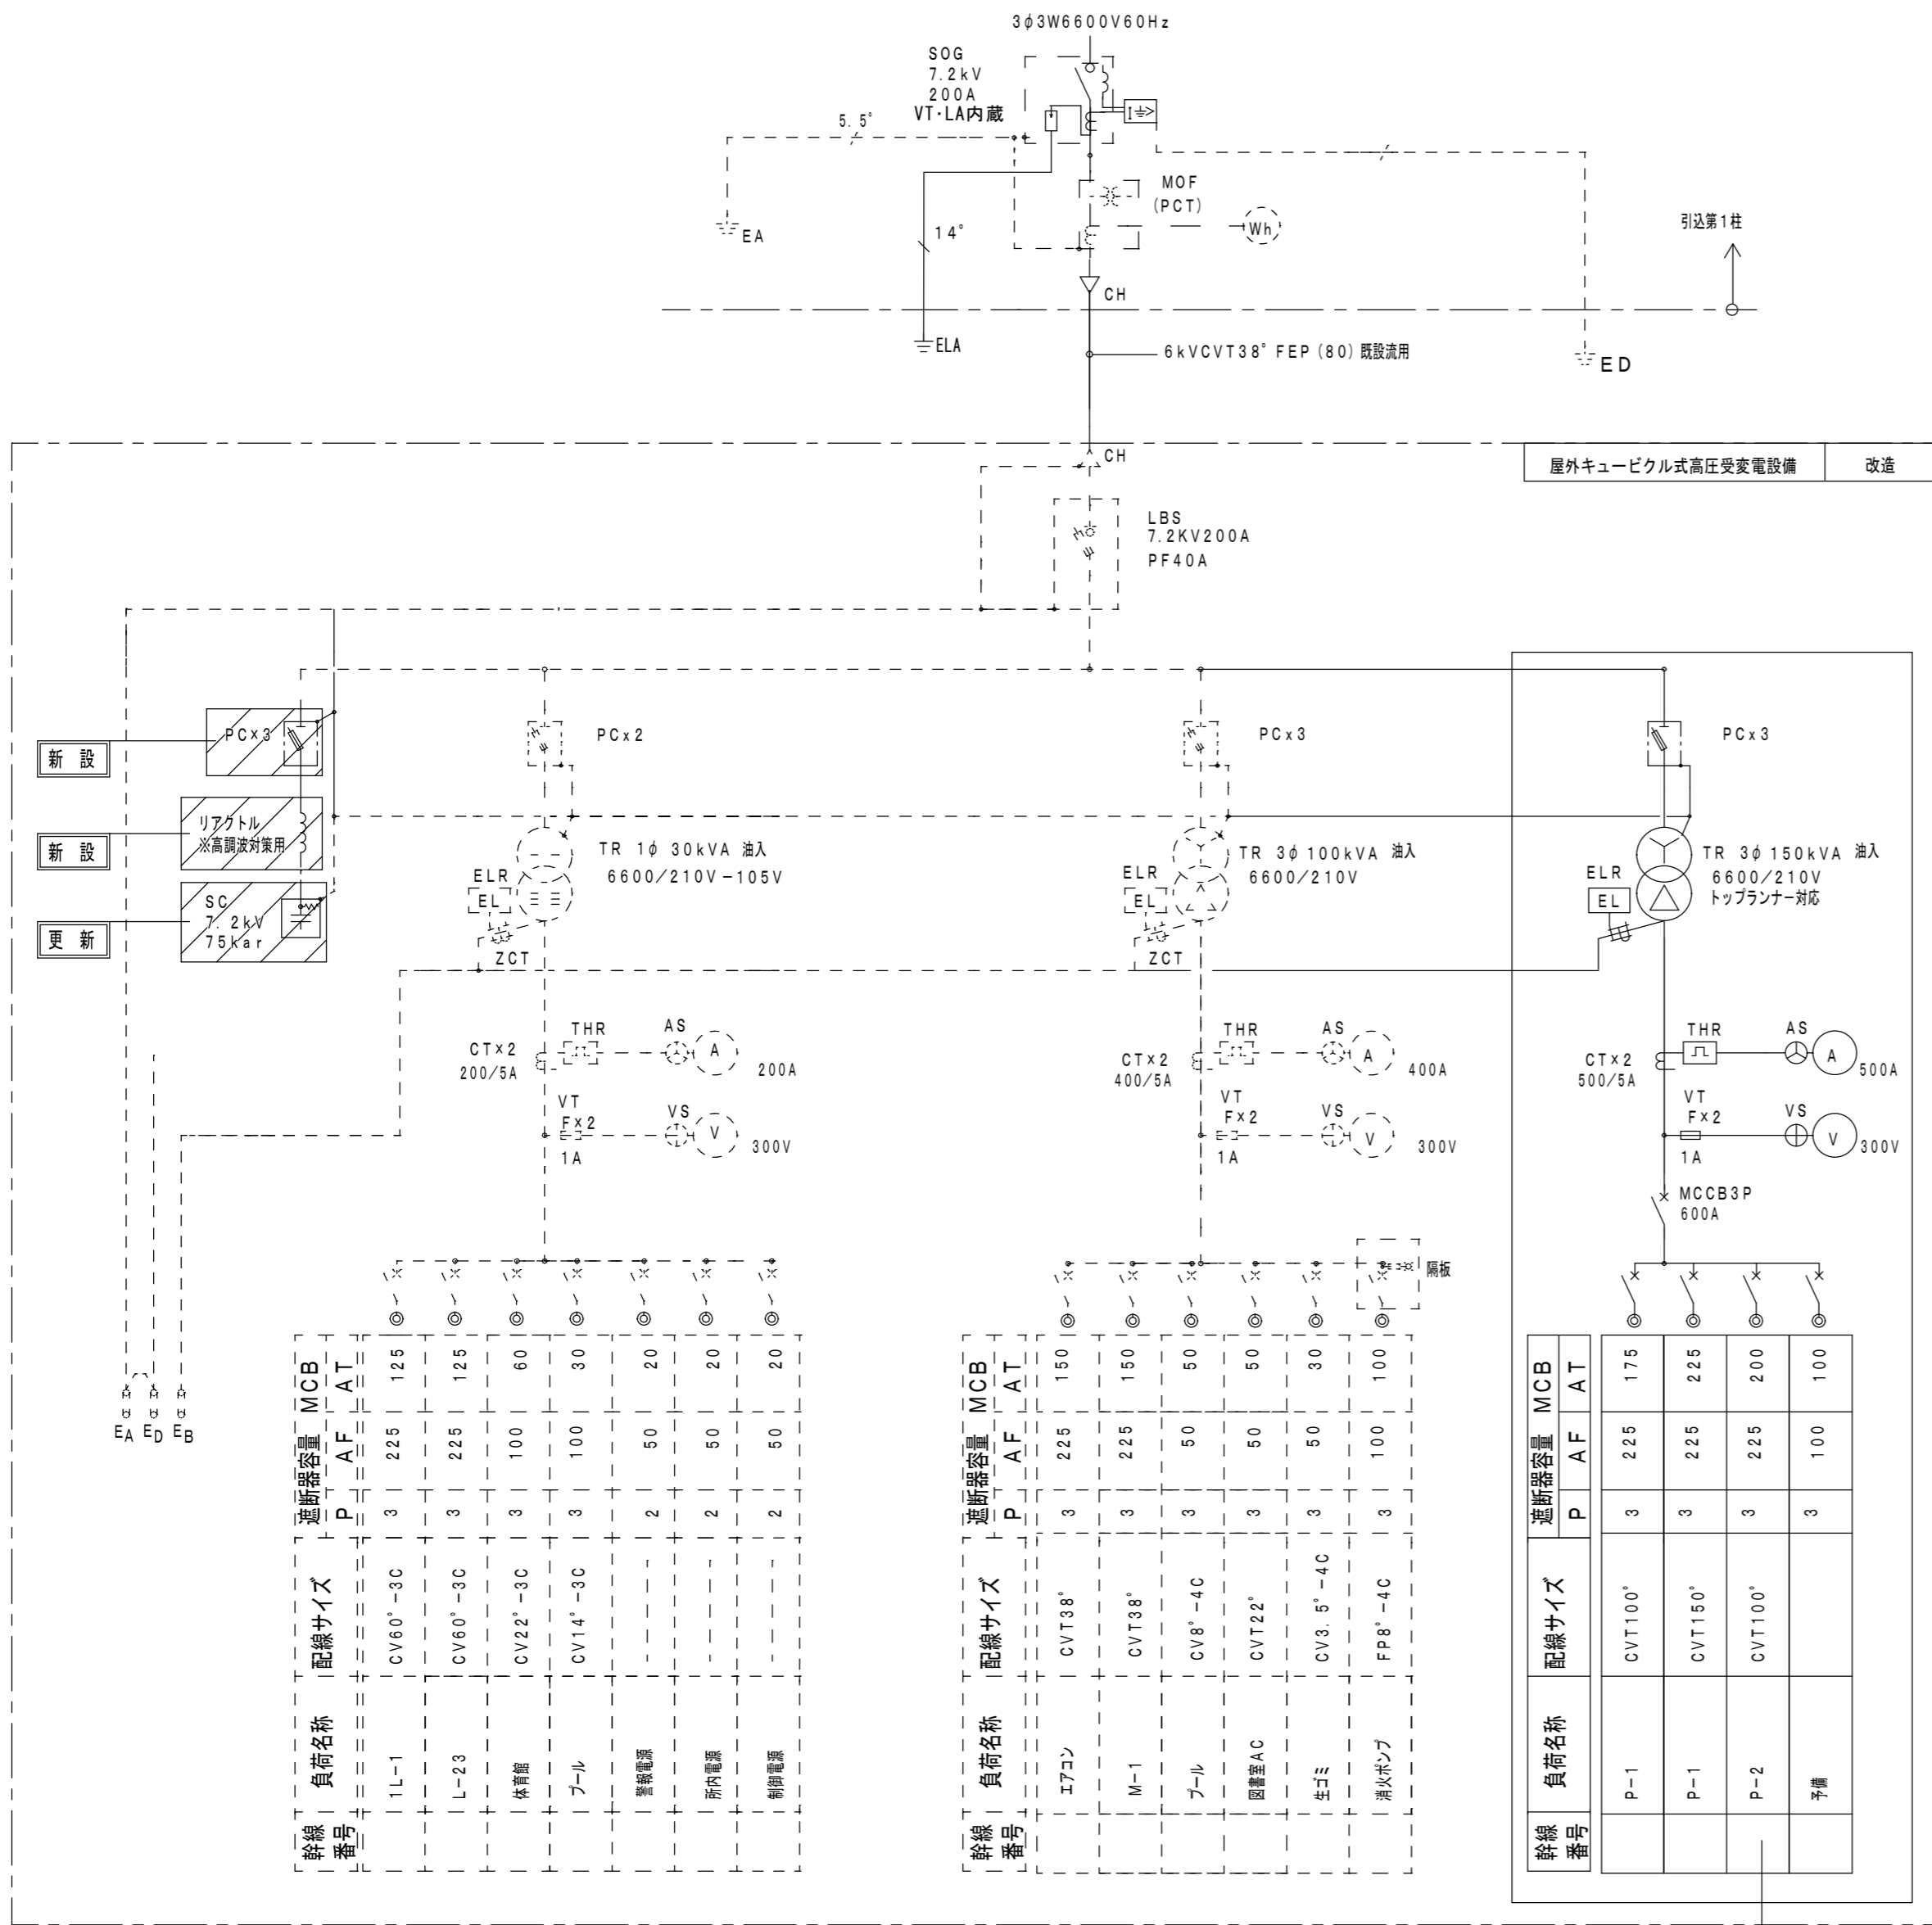 3φ3W6600V60Hz
SOG
7.2kV
200A
VT・LA内蔵
5.5°
I
MOF
(PCT)
Wh
EA
14°
引込第1柱
CH
ELA
6kVCVT38° FEP(80)既設流用
ED
CH
屋外キュービクル式高圧受変電設備 改造
LBS
7.2KV200A
PF40A
新設
PC×3
PCx2
PCx3
PCx3
新設
リアクトル
※高調波対策用
更新
SC
7.2kV
75kar
TR 1φ 30kVA 油入
6600/210V-105V
ELR
EL
ZCT
TR 3φ100kVA 油入
6600/210V
ELR
EL
ZCT
TR 3φ150kVA 油入
6600/210V
トップランナー対応
ELR
EL
THR
AS
A
200A
CT×2
200/5A
VT
F×2
1A
VS
V
300V
THR
AS
A
400A
CT×2
400/5A
VT
F×2
1A
VS
V
300V
THR
AS
A
500A
CT×2
500/5A
VT
F×2
1A
VS
V
300V
MCCB3P
600A
隔板
EA ED EB
幹線番号 負荷名称 配線サイズ 遮断器容量 MCB
P AF AT
1L-1 CV60°-3C 3 225 125
L-23 CV60°-3C 3 225 125
体育館 CV22°-3C 3 100 60
プール CV14°-3C 3 100 30
警報電源 ---- 2 50 20
所内電源 ---- 2 50 20
制御電源 ---- 2 50 20
幹線番号 負荷名称 配線サイズ 遮断器容量 MCB
P AF AT
エアコン CVT38° 3 225 150
M-1 CVT38° 3 225 150
プール CV8°-4C 3 50 50
図書室AC CVT22° 3 50 50
生ゴミ CV3.5°-4C 3 50 30
消火ポンプ FP8°-4C 3 100 100
幹線番号 負荷名称 配線サイズ 遮断器容量 MCB
P AF AT
P-1 CVT100° 3 225 175
P-1 CVT150° 3 225 225
P-2 CVT100° 3 225 200
予備 3 100 100